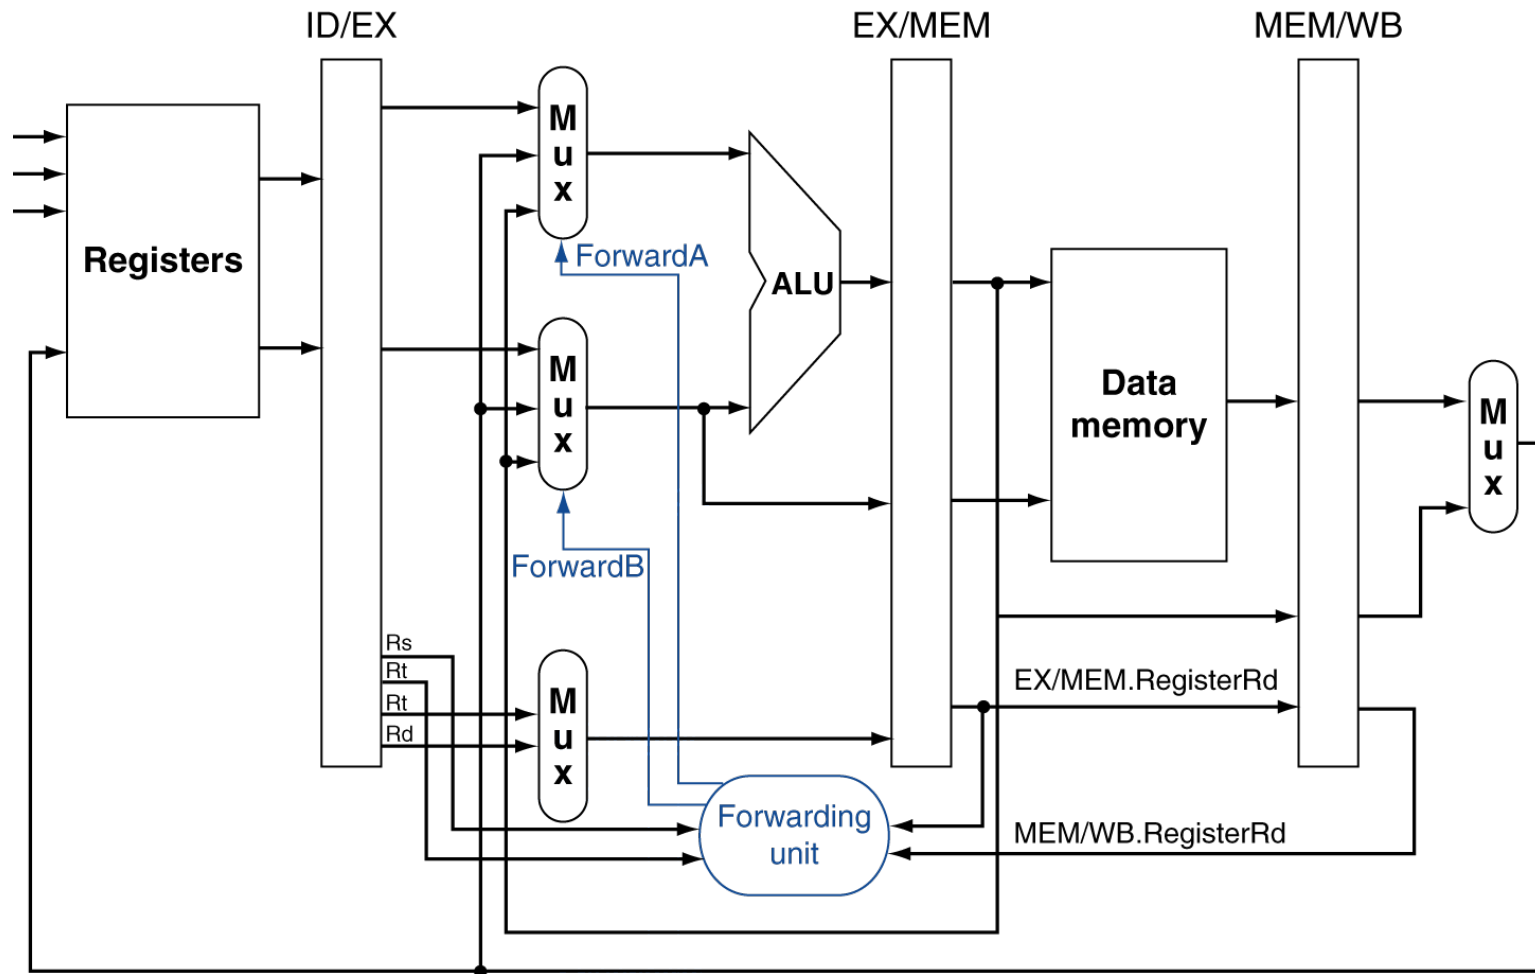 ID/EX
EX/MEM
MEM/WB
M
u
x
Registers
ForwardA
ALU
M
u
x
Data
memory
M
u
x
ForwardB
Rs
Rt
Rt
Rd
M
u
x
EX/MEM.RegisterRd
Forwarding
unit
MEM/WB.RegisterRd